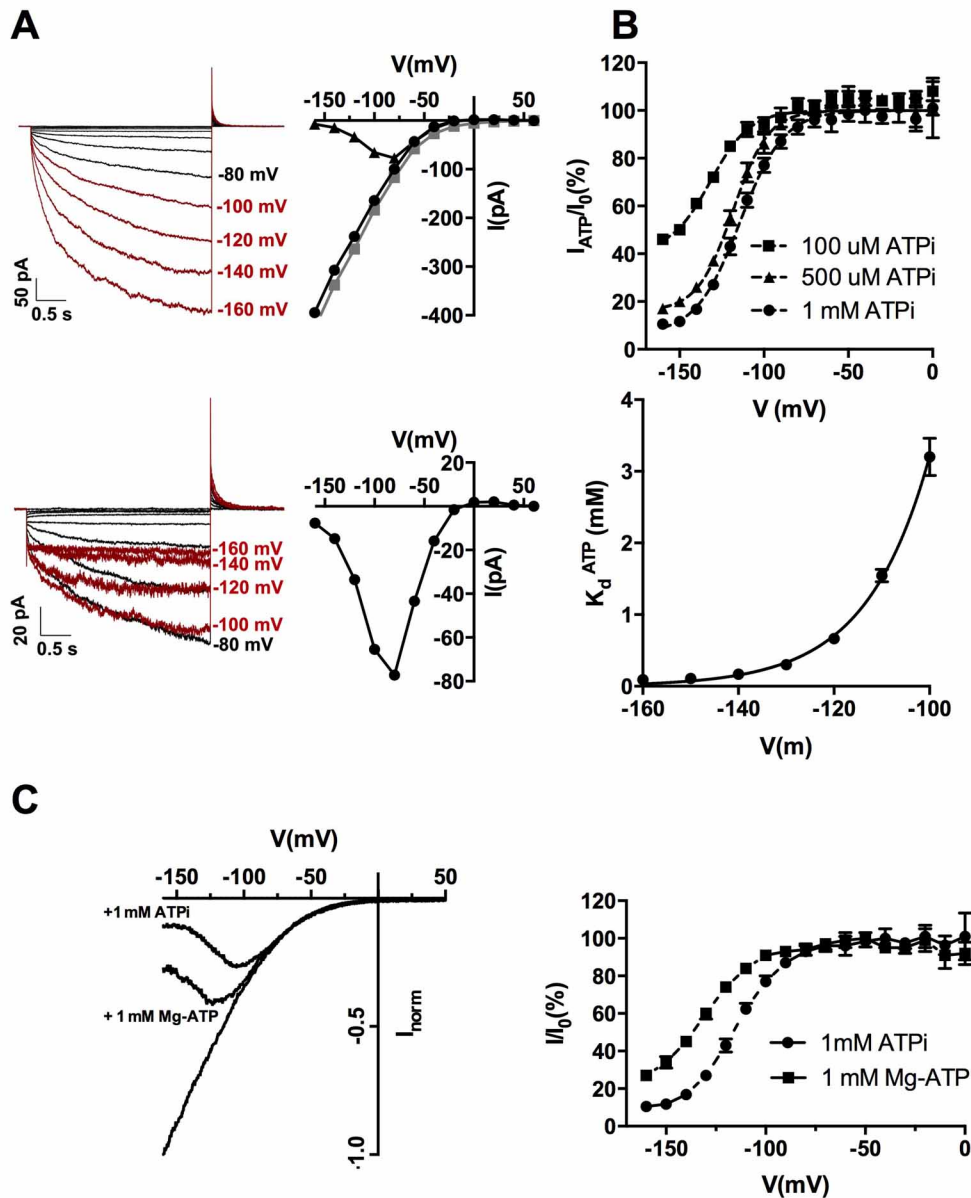 A
V(mV)
-150 -100 -50 50
-100
-200
-300
-400
I(pA)
-80 mV
-100 mV
-120 mV
-140 mV
-160 mV
50 pA
0.5 s
V(mV)
-150 -100 -50 50
20
-20
-40
-60
-80
I(pA)
-160 mV
-140 mV
-120 mV
-100 mV
-80 mV
20 pA
0.5 s
B
120
100
80
60
40
20
0
I_ATP/I_0(%)
100 uM ATPi
500 uM ATPi
1 mM ATPi
-150 -100 -50 0
V (mV)
4
3
2
1
0
K_d^ATP (mM)
-160 -140 -120 -100
V(m)
C
V(mV)
-150 -100 -50 50
+1 mM ATPi
+ 1 mM Mg-ATP
-0.5
-1.0
I_norm
120
100
80
60
40
20
0
I/I_0(%)
1mM ATPi
1 mM Mg-ATP
-150 -100 -50 0
V(mV)